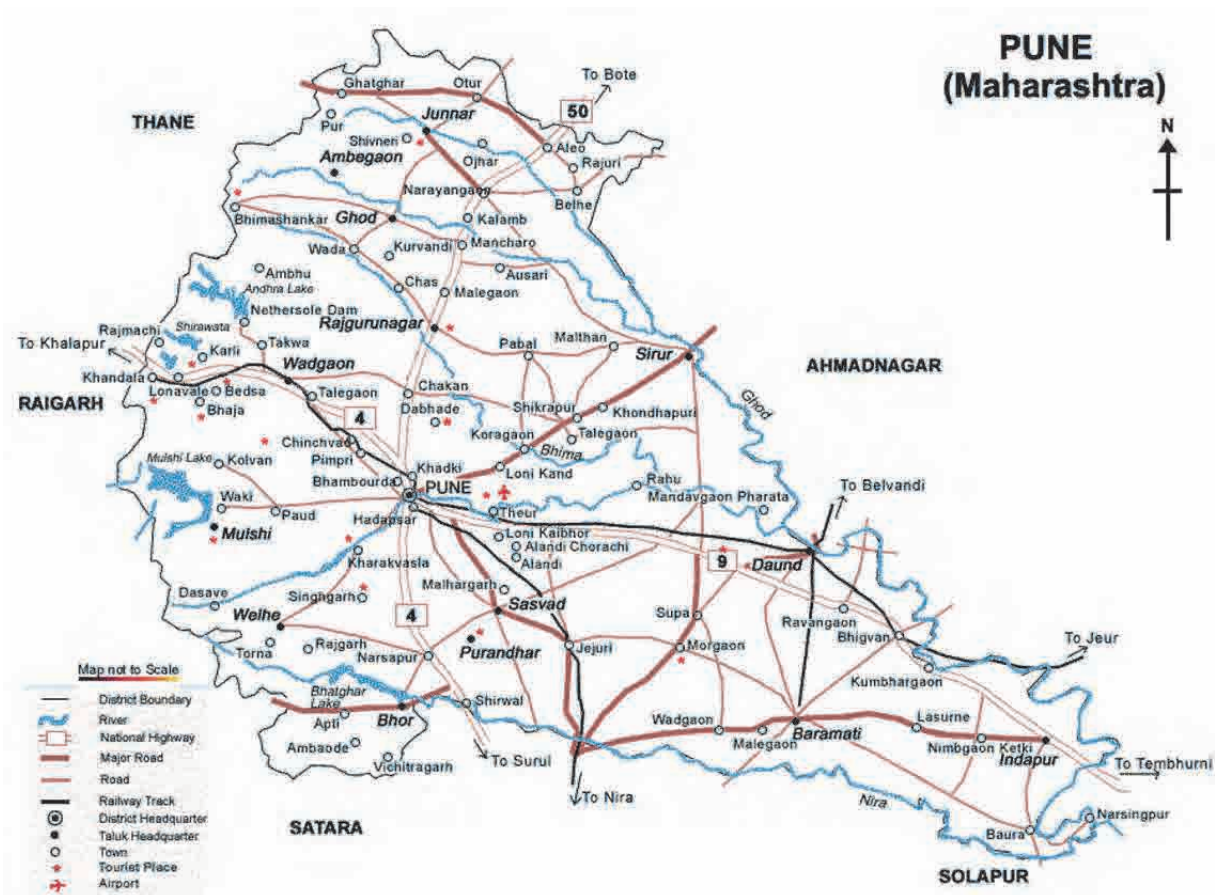 PUNE
(Maharashtra)
N
To Bote
50
THANE
Ghatghar
Otur
Pur
Junnar
Shivneri
Aleo
Ambegaon
Ojhar
Rajuri
Narayangaon
Belhe
Bhimashankar
Ghod
Kalamb
Wada
Kurvandi
Mancharo
Ambhu
Ausari
Andhra Lake
Chas
Malegaon
Nethersole Dam
Rajmachi
Shirawata
Rajgurunagar
To Khalapur
Karli
Takwa
Pabal
Malthan
Sirur
AHMADNAGAR
Khandala
Wadgaon
RAIGARH
Lonavale
Bedsa
Talegaon
Chakan
Ghod
Bhaja
4
Dabhade
Shikrapur
Khondhapuri
Chinchvad
Koragaon
Talegaon
Mulshi Lake
Kolvan
Pimpri
Bhima
Khadki
Loni Kand
Bhambourda
PUNE
Rahu
To Belvandi
Waki
Paud
Mandavgaon Pharata
Hadapsar
Theur
Mulshi
Loni Kalbhor
Kharakvasla
Alandi Chorachi
9
Daund
Alandi
Dasave
Singhgarh
Malhargarh
Welhe
4
Sasvad
Supa
Ravangaon
Bhigvan
Torna
Rajgarh
Narsapur
Purandhar
Jejuri
Morgaon
To Jeur
Kumbhargaon
Map not to Scale
Bhatghar
Lake
Shirwal
District Boundary
Apti
Bhor
Wadgaon
Lasurne
River
Malegaon
Baramati
Nimbgaon Ketki
National Highway
Ambaode
Indapur
Major Road
Vichitragarh
To Surul
To Tembhurni
Road
Railway Track
To Nira
Nira
District Headquarter
Narsingpur
Taluk Headquarter
SATARA
Baura
Town
Tourist Place
SOLAPUR
Airport